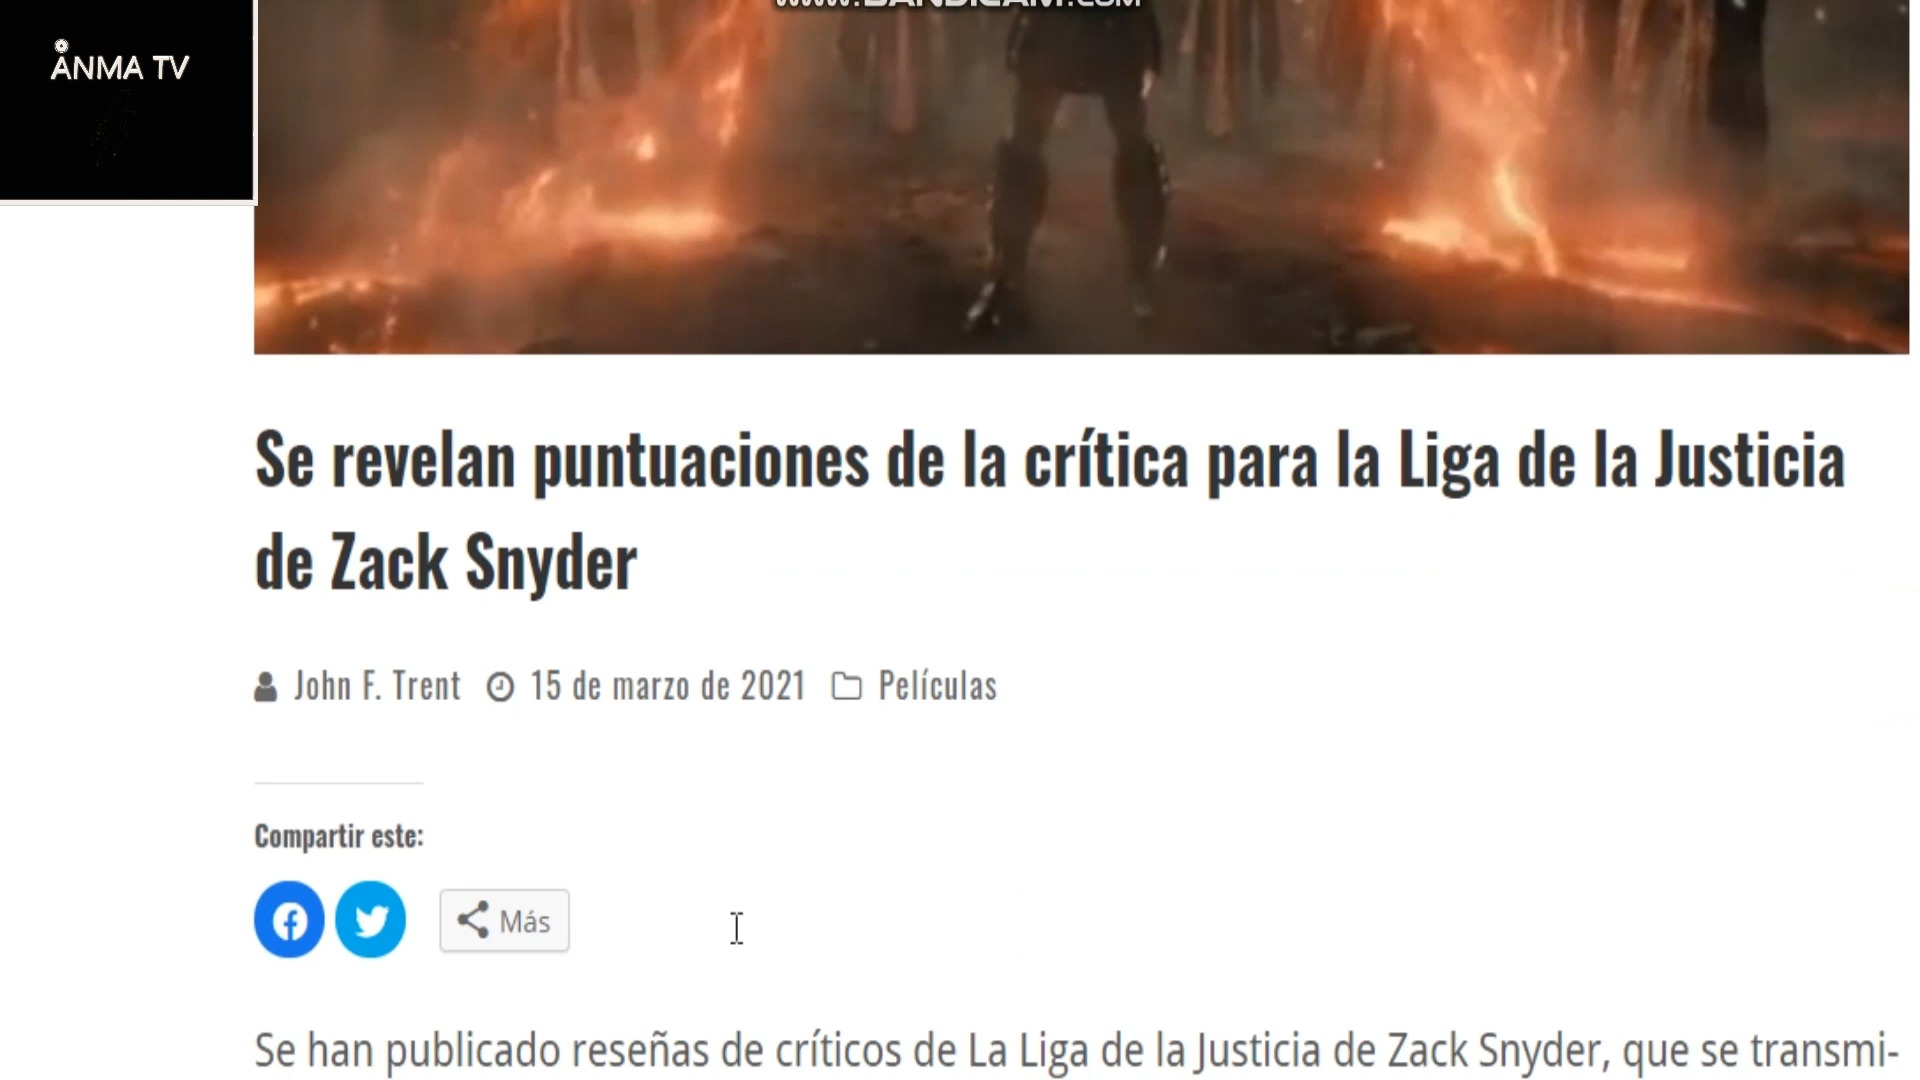 www.BANDICAM.COM
ANMA TV
Se revelan puntuaciones de la crítica para la Liga de la Justicia
de Zack Snyder
John F. Trent 15 de marzo de 2021 Películas
Compartir este:
Más
Se han publicado reseñas de críticos de La Liga de la Justicia de Zack Snyder, que se transmi-